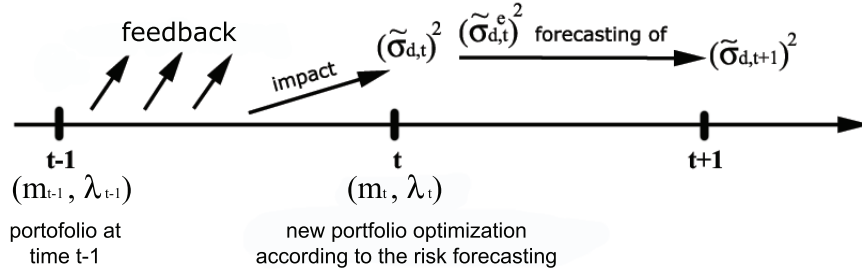 feedback
impact
(σ̃d,t)² (σ̃ᵉd,t)² forecasting of (σ̃d,t+1)²
t-1 t t+1
(mt-1, λt-1) (mt, λt)
portofolio at new portfolio optimization
time t-1 according to the risk forecasting